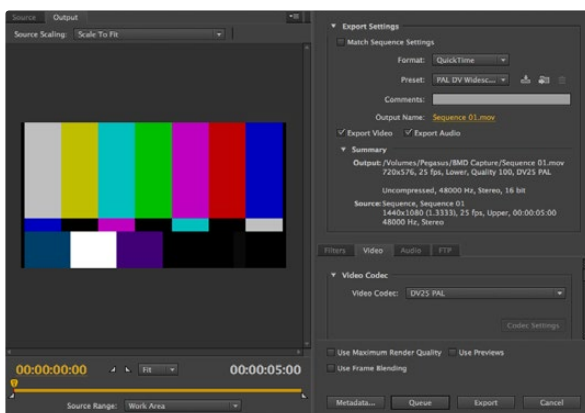 Source Output
Source Scaling: Scale To Fit
00:00:00:00 Fit 00:00:05:00
Source Range: Work Area
Export Settings
Match Sequence Settings
Format: QuickTime
Preset: PAL DV Widesc...
Comments:
Output Name: Sequence 01.mov
Export Video Export Audio
Summary
Output: /Volumes/Pegasus/BMD Capture/Sequence 01.mov
720x576, 25 fps, Lower, Quality 100, DV25 PAL
Uncompressed, 48000 Hz, Stereo, 16 bit
Source: Sequence, Sequence 01
1440x1080 (1.3333), 25 fps, Upper, 00:00:05:00
48000 Hz, Stereo
Filters Video Audio FTP
Video Codec
Video Codec: DV25 PAL
Codec Settings
Use Maximum Render Quality Use Previews
Use Frame Blending
Metadata... Queue Export Cancel